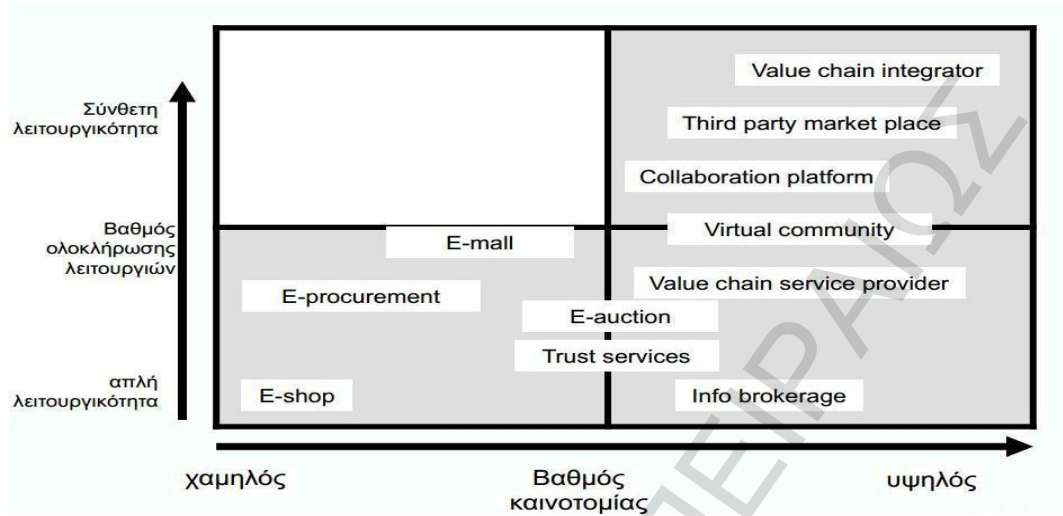 Value chain integrator
Σύνθετη
λειτουργικότητα
Third party market place
Collaboration platform
Βαθμός
ολοκλήρωσης
λειτουργιών
Virtual community
E-mall
Value chain service provider
E-procurement
E-auction
Trust services
απλή
λειτουργικότητα
E-shop
Info brokerage
χαμηλός
Βαθμός
καινοτομίας
υψηλός
ΠΕΙΡΑΙΩΣ